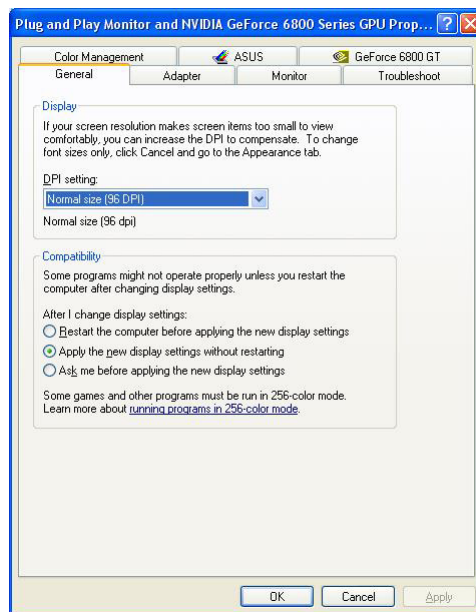 Plug and Play Monitor and NVIDIA GeForce 6800 Series GPU Prop...
Color Management
ASUS
GeForce 6800 GT
General
Adapter
Monitor
Troubleshoot
Display
If your screen resolution makes screen items too small to view
comfortably, you can increase the DPI to compensate. To change
font sizes only, click Cancel and go to the Appearance tab.
DPI setting:
Normal size (96 DPI)
Normal size (96 dpi)
Compatibility
Some programs might not operate properly unless you restart the
computer after changing display settings.
After I change display settings:
Restart the computer before applying the new display settings
Apply the new display settings without restarting
Ask me before applying the new display settings
Some games and other programs must be run in 256-color mode.
Learn more about running programs in 256-color mode.
OK
Cancel
Apply